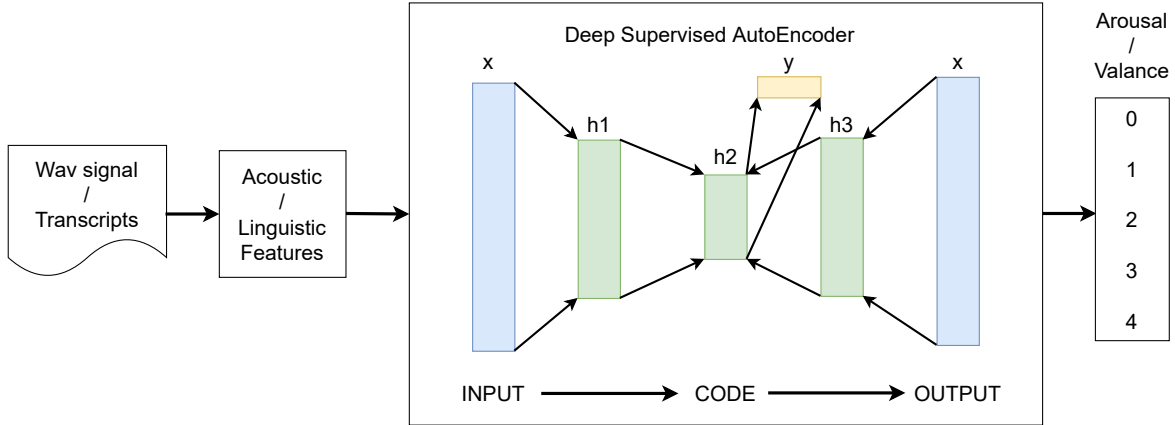 Wav signal
/
Transcripts
Acoustic
/
Linguistic
Features
Deep Supervised AutoEncoder
x
h1
h2
y
h3
x
INPUT
CODE
OUTPUT
Arousal
/
Valance
0
1
2
3
4